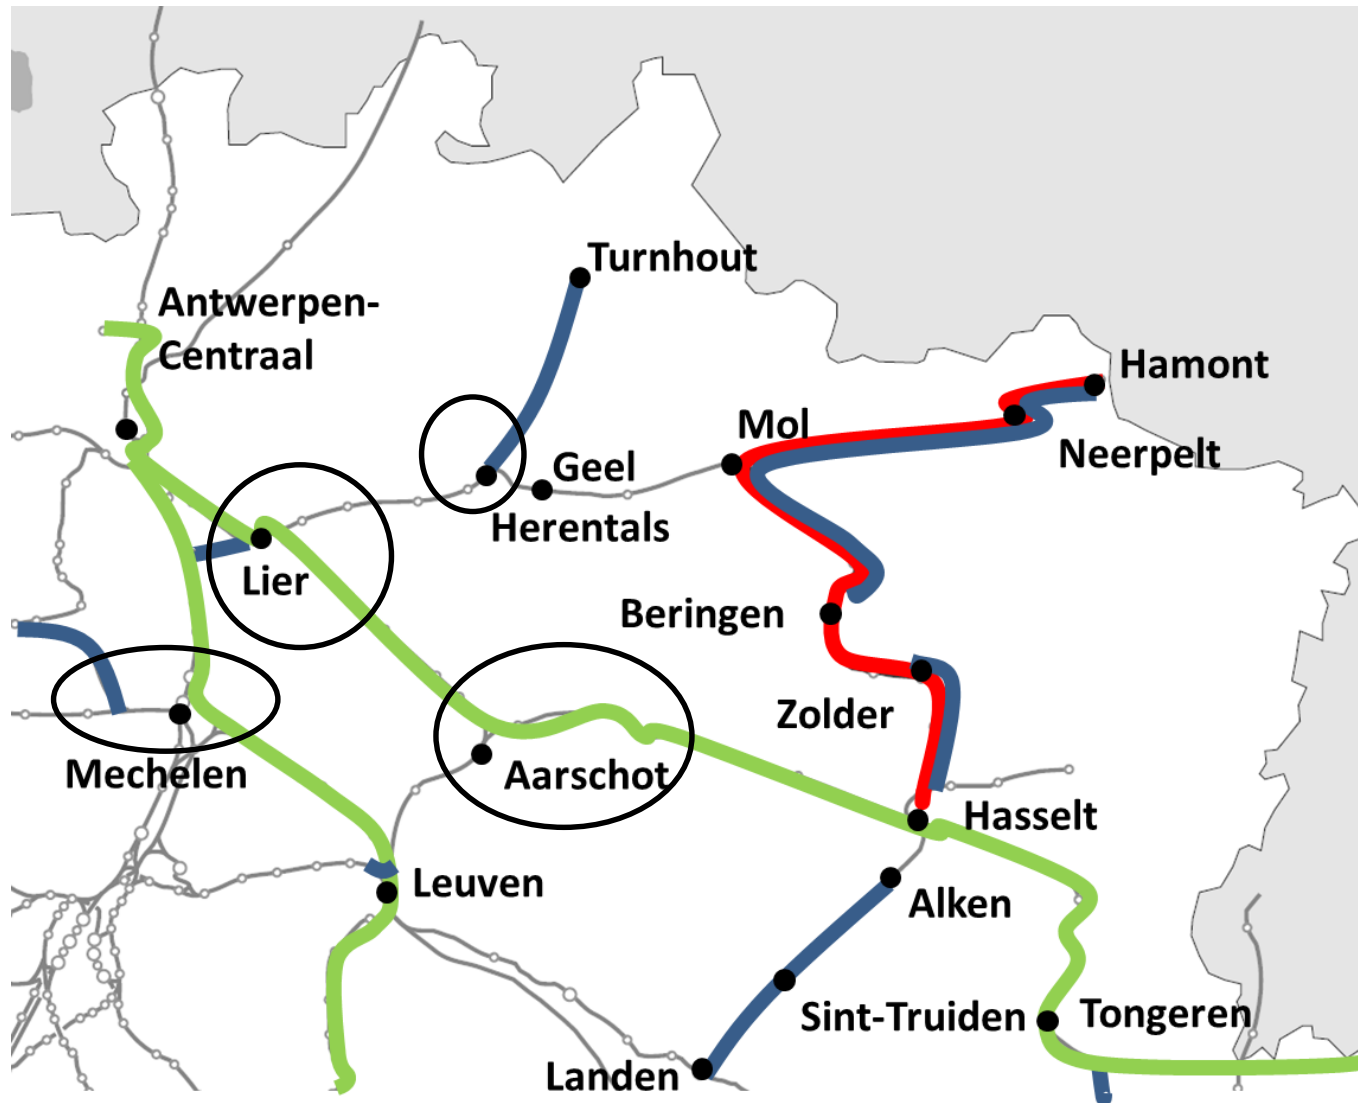 Turnhout
Antwerpen-
Centraal
Hamont
Mol
Neerpelt
Geel
Herentals
Lier
Beringen
Zolder
Mechelen
Aarschot
Hasselt
Leuven
Alken
Sint-Truiden
Tongeren
Landen